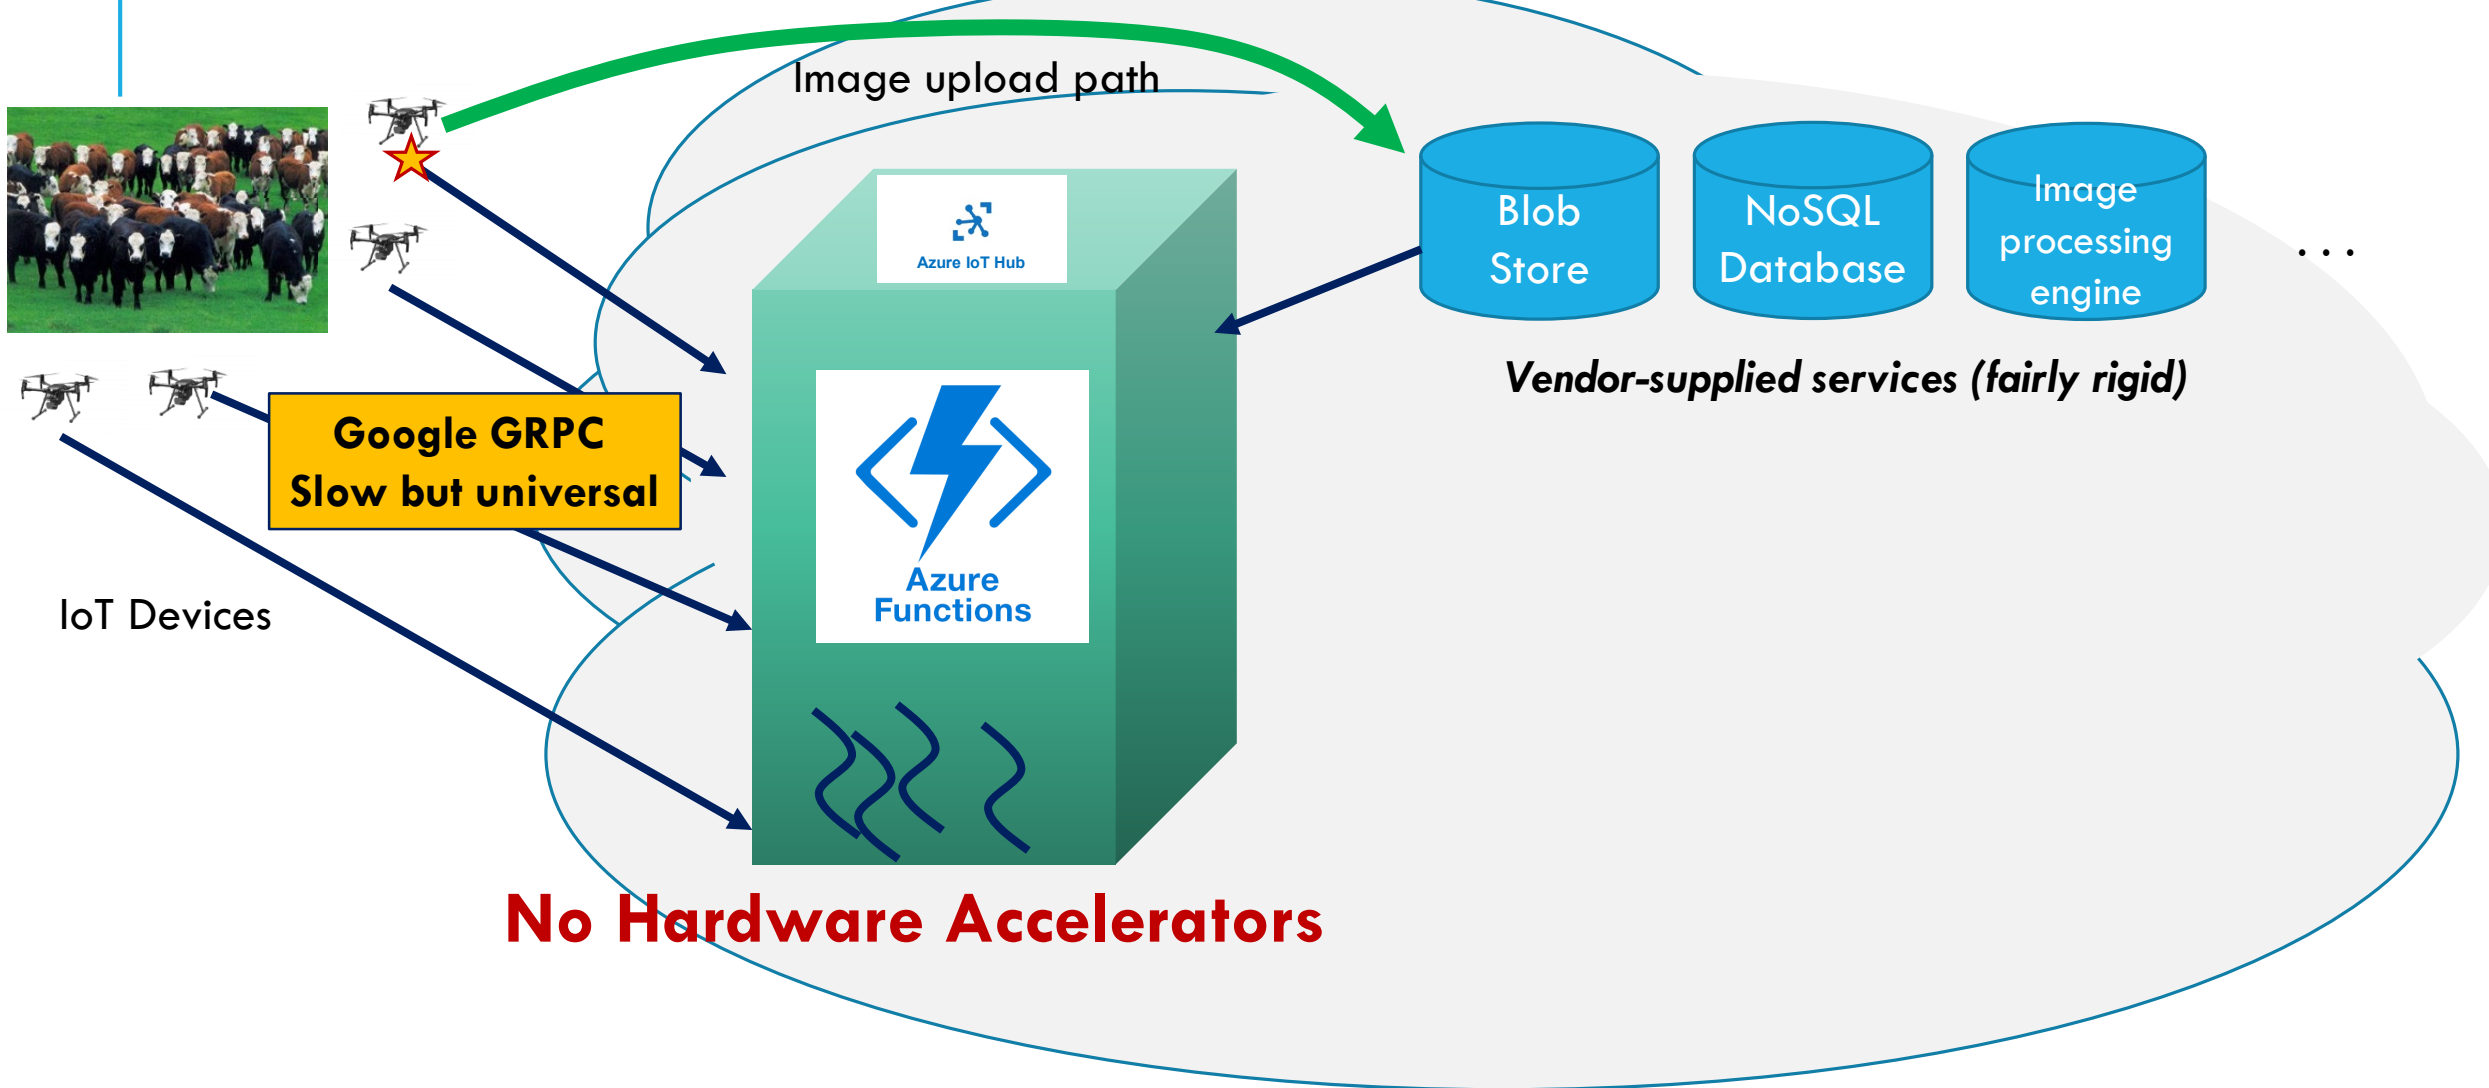 Image upload path
Azure IoT Hub
Blob
Store
NoSQL
Database
Image
processing
engine
. . .
Vendor-supplied services (fairly rigid)
Google GRPC
Slow but universal
Azure
Functions
IoT Devices
No Hardware Accelerators